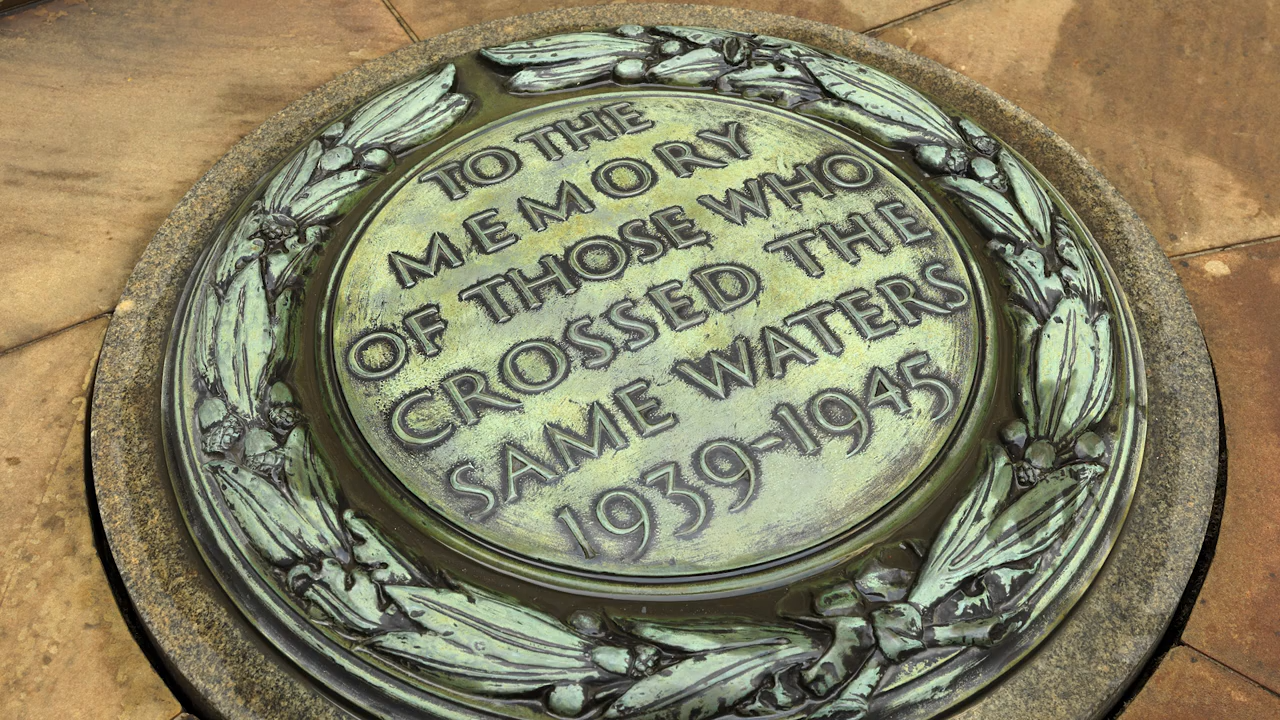 TO THE
MEMORY
OF THOSE WHO
CROSSED THE
SAME WATERS
1939-1945